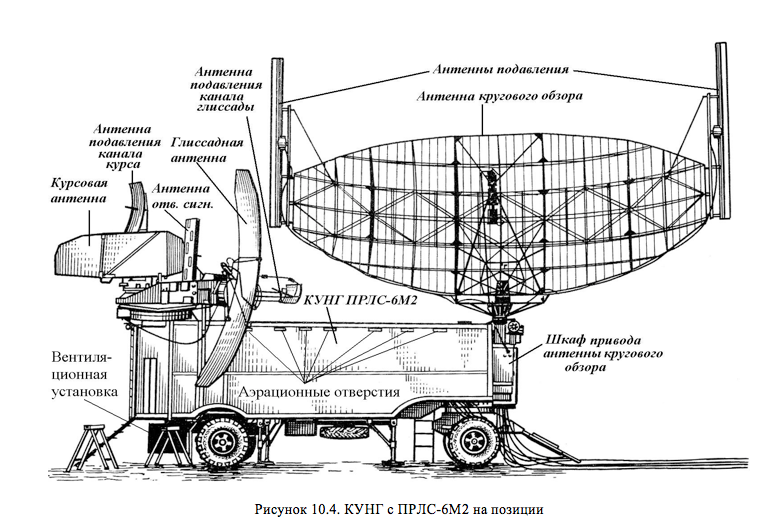 Антенна
подавления
канала
глиссады
Антенны подавления
Антенна кругового обзора
Антенна
подавления
канала
курса
Глиссадная
антенна
Курсовая
антенна
Антенна
отв. сигн.
КУНГ ПРЛС-6М2
Шкаф привода
антенны кругового
обзора
Вентиля-
ционная
установка
Аэрационные отверстия
Рисунок 10.4. КУНГ с ПРЛС-6М2 на позиции